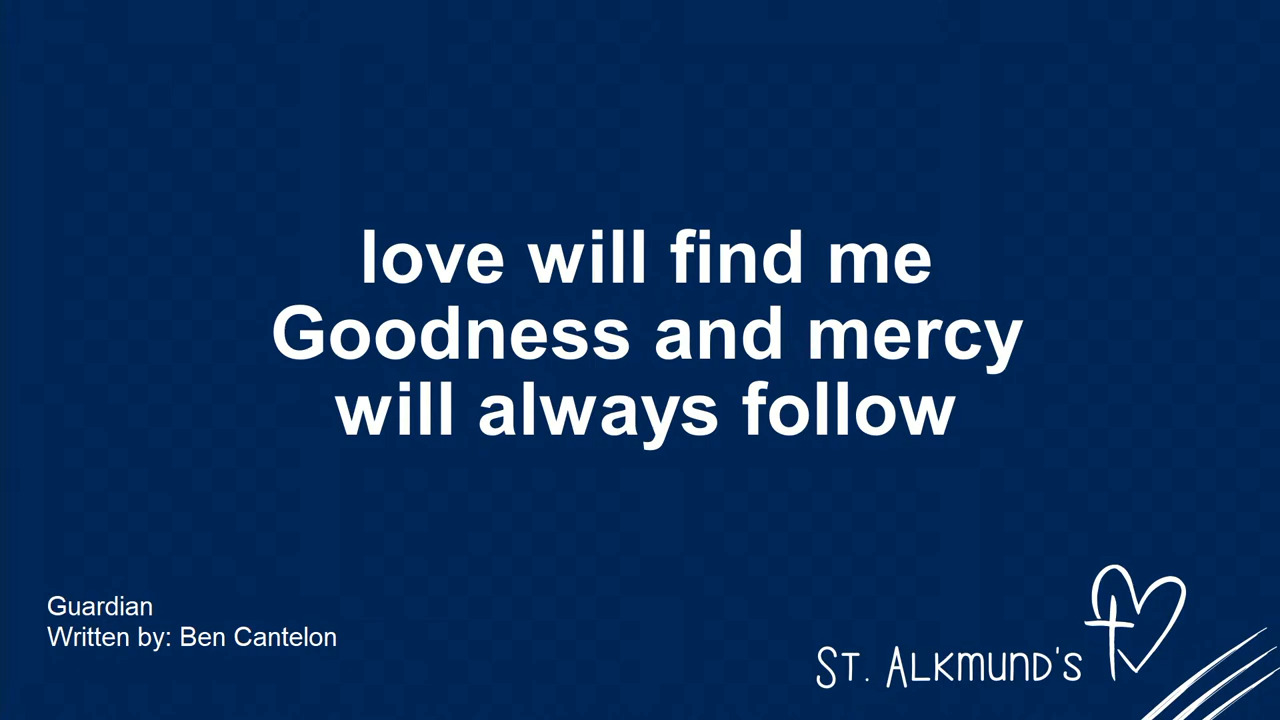 love will find me
Goodness and mercy
will always follow
Guardian
Written by: Ben Cantelon
St. Alkmund's